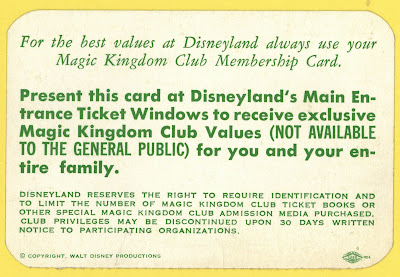 For the best values at Disneyland always use your
Magic Kingdom Club Membership Card.
Present this card at Disneyland's Main En-
trance Ticket Windows to receive exclusive
Magic Kingdom Club Values (NOT AVAILABLE
TO THE GENERAL PUBLIC) for you and your en-
tire family.
DISNEYLAND RESERVES THE RIGHT TO REQUIRE IDENTIFICATION AND
TO LIMIT THE NUMBER OF MAGIC KINGDOM CLUB TICKET BOOKS OR
OTHER SPECIAL MAGIC KINGDOM CLUB ADMISSION MEDIA PURCHASED.
CLUB PRIVILEGES MAY BE DISCONTINUED UPON 30 DAYS WRITTEN
NOTICE TO PARTICIPATING ORGANIZATIONS.
© COPYRIGHT, WALT DISNEY PRODUCTIONS